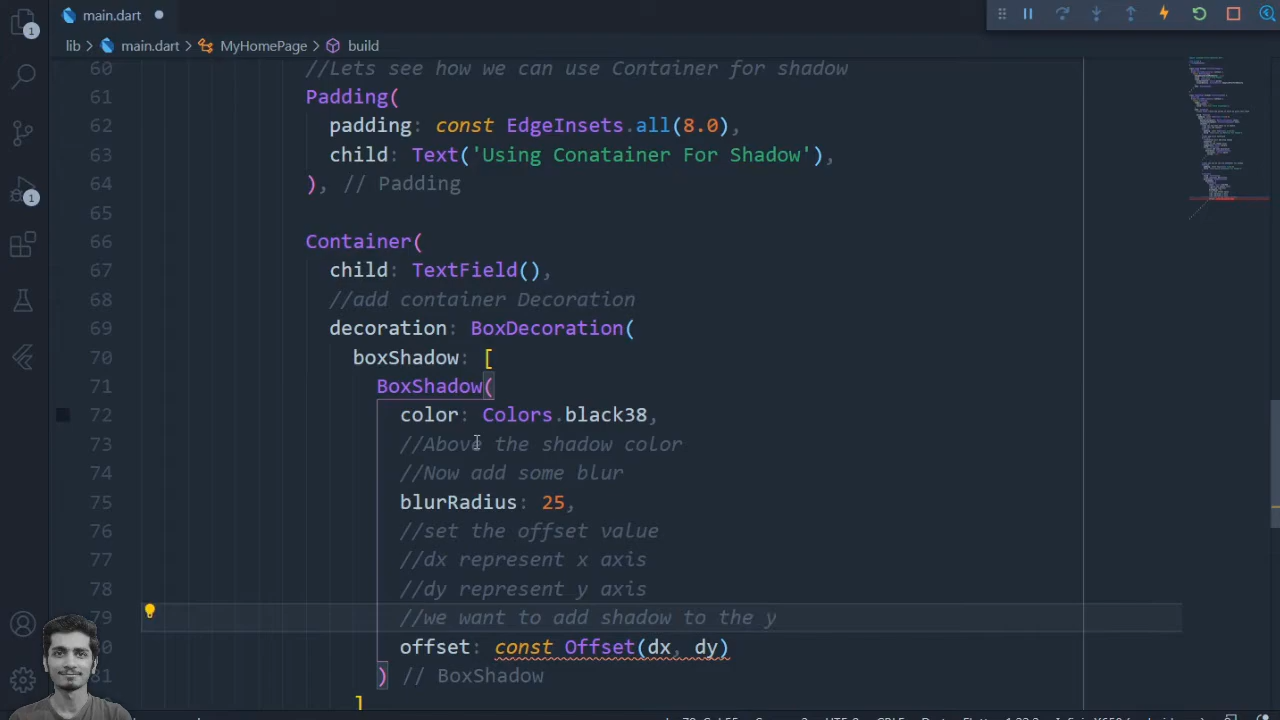 main.dart
lib > main.dart > MyHomePage > build
60 //Lets see how we can use Container for shadow
61 Padding(
62 padding: const EdgeInsets.all(8.0),
63 child: Text('Using Conatainer For Shadow'),
64 ), // Padding
65
66 Container(
67 child: TextField(),
68 //add container Decoration
69 decoration: BoxDecoration(
70 boxShadow: [
71 BoxShadow(
72 color: Colors.black38,
73 //Above the shadow color
74 //Now add some blur
75 blurRadius: 25,
76 //set the offset value
77 //dx represent x axis
78 //dy represent y axis
79 //we want to add shadow to the y
80 offset: const Offset(dx, dy)
81 ) // BoxShadow
]
1
1